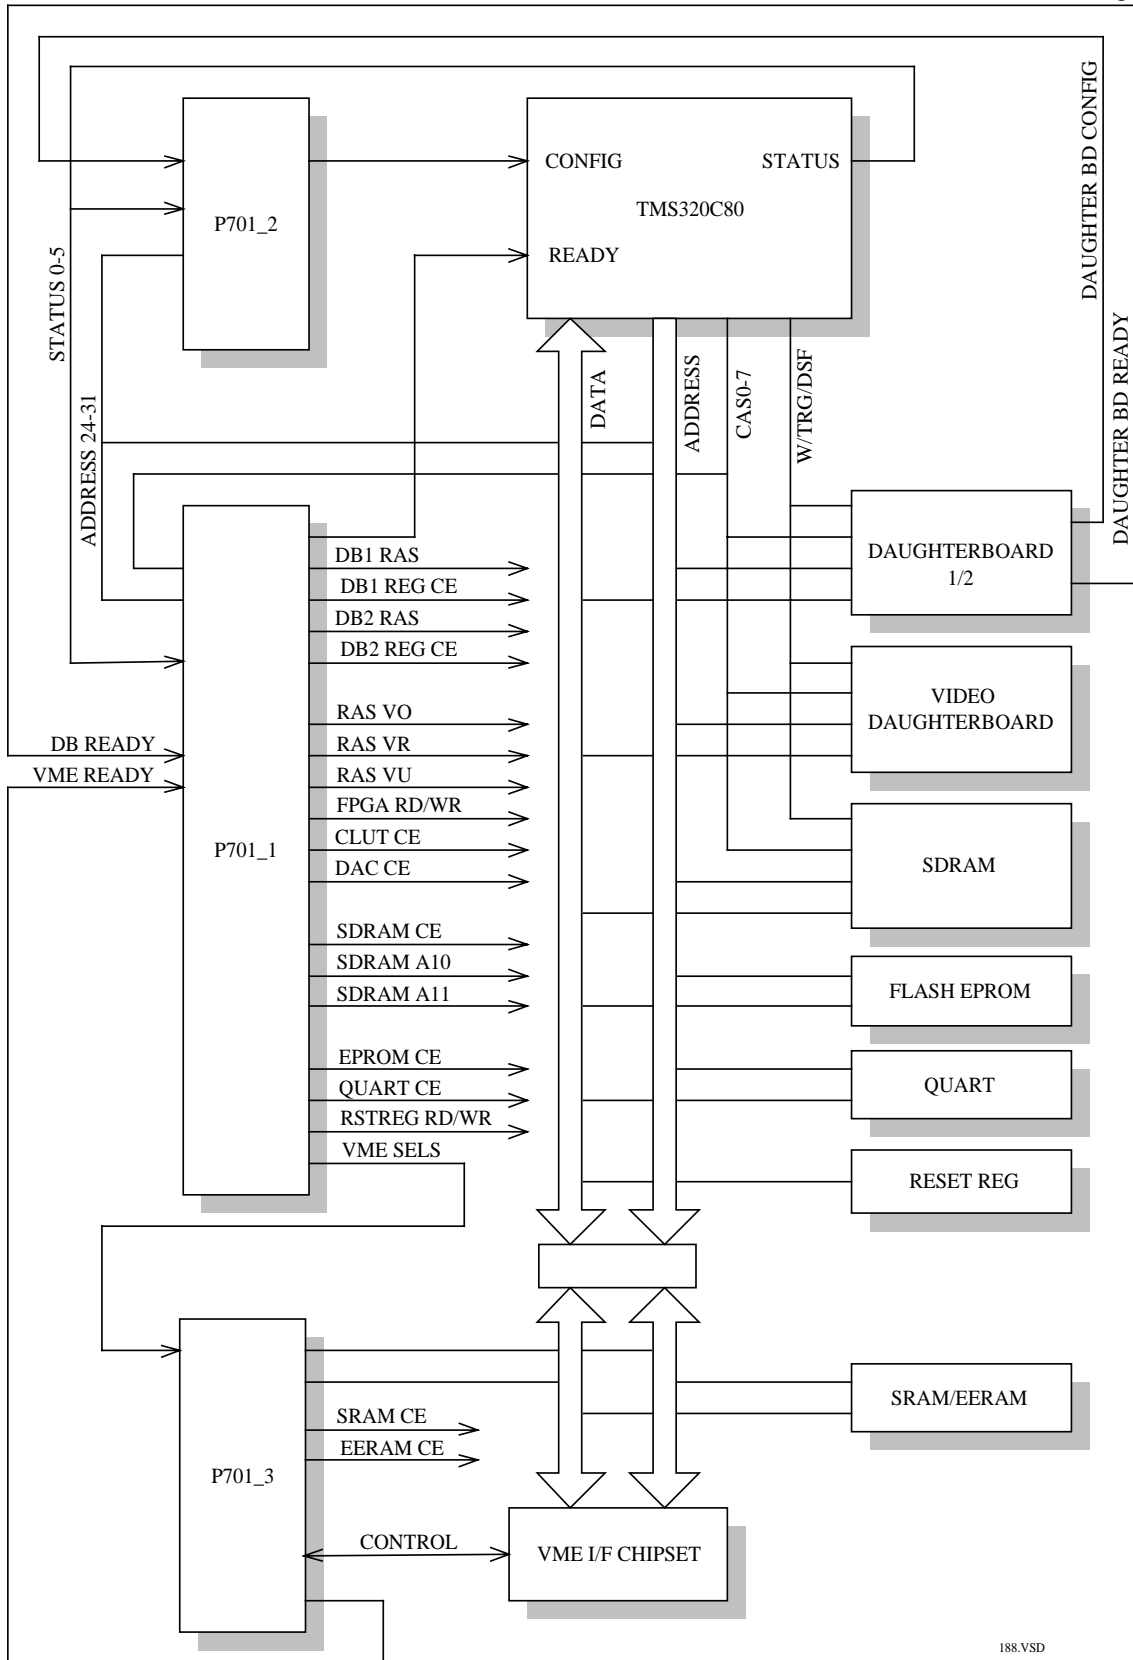 DAUGHTER BD CONFIG
DAUGHTER BD READY
CONFIG
STATUS
TMS320C80
READY
P701_2
STATUS 0-5
ADDRESS 24-31
DATA
ADDRESS
CAS0-7
W/TRG/DSF
DB1 RAS
DB1 REG CE
DB2 RAS
DB2 REG CE
DAUGHTERBOARD
1/2
RAS VO
RAS VR
RAS VU
FPGA RD/WR
CLUT CE
DAC CE
VIDEO
DAUGHTERBOARD
DB READY
VME READY
P701_1
SDRAM
SDRAM CE
SDRAM A10
SDRAM A11
FLASH EPROM
EPROM CE
QUART CE
RSTREG RD/WR
VME SELS
QUART
RESET REG
SRAM/EERAM
SRAM CE
EERAM CE
P701_3
CONTROL
VME I/F CHIPSET
188.VSD